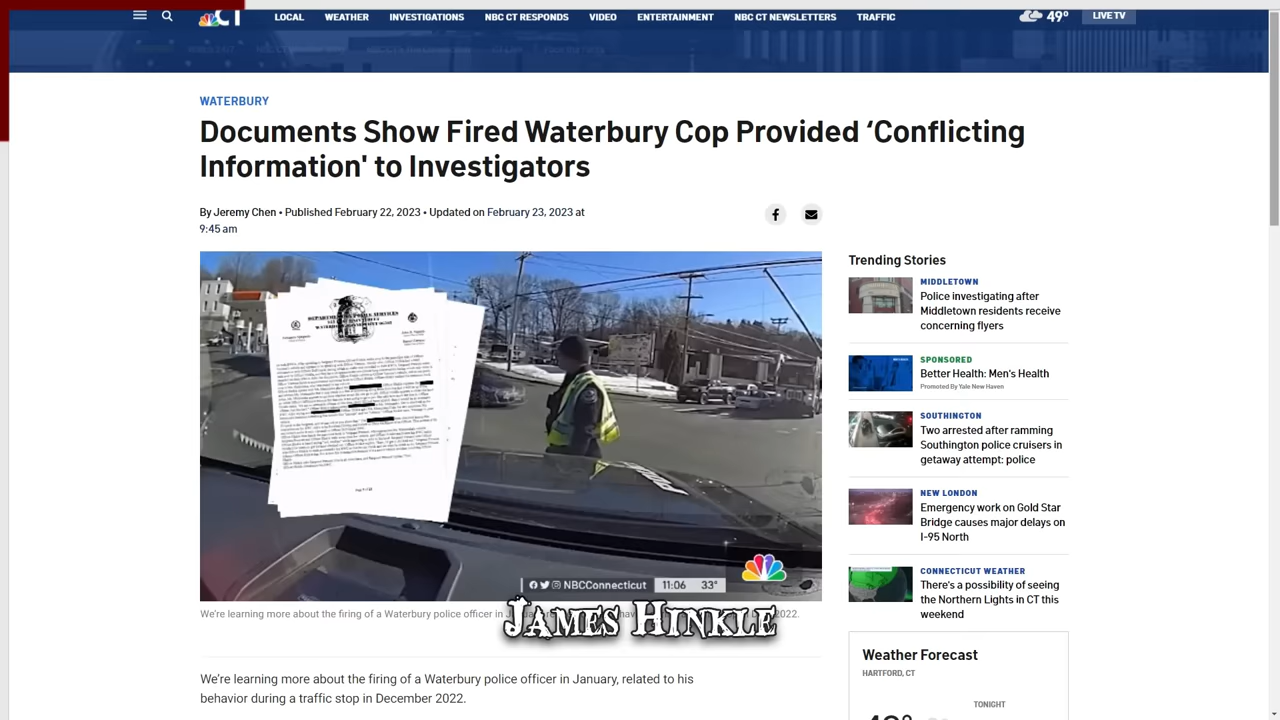 CT
LOCAL
WEATHER
INVESTIGATIONS
NBC CT RESPONDS
VIDEO
ENTERTAINMENT
NBC CT NEWSLETTERS
TRAFFIC
49°
LIVE TV
WATERBURY
Documents Show Fired Waterbury Cop Provided ‘Conflicting
Information' to Investigators
By Jeremy Chen • Published February 22, 2023 • Updated on February 23, 2023 at
9:45 am
NBCConnecticut
11:06
33°
We're learning more about the firing of a Waterbury police officer in
2022.
JAMES HINKLE
We're learning more about the firing of a Waterbury police officer in January, related to his
behavior during a traffic stop in December 2022.
Trending Stories
MIDDLETOWN
Police investigating after
Middletown residents receive
concerning flyers
SPONSORED
Better Health: Men's Health
Promoted By Yale New Haven
SOUTHINGTON
Two arrested after ramming
Southington police cruisers in
getaway attempt: police
NEW LONDON
Emergency work on Gold Star
Bridge causes major delays on
I-95 North
CONNECTICUT WEATHER
There's a possibility of seeing
the Northern Lights in CT this
weekend
Weather Forecast
HARTFORD, CT
TONIGHT